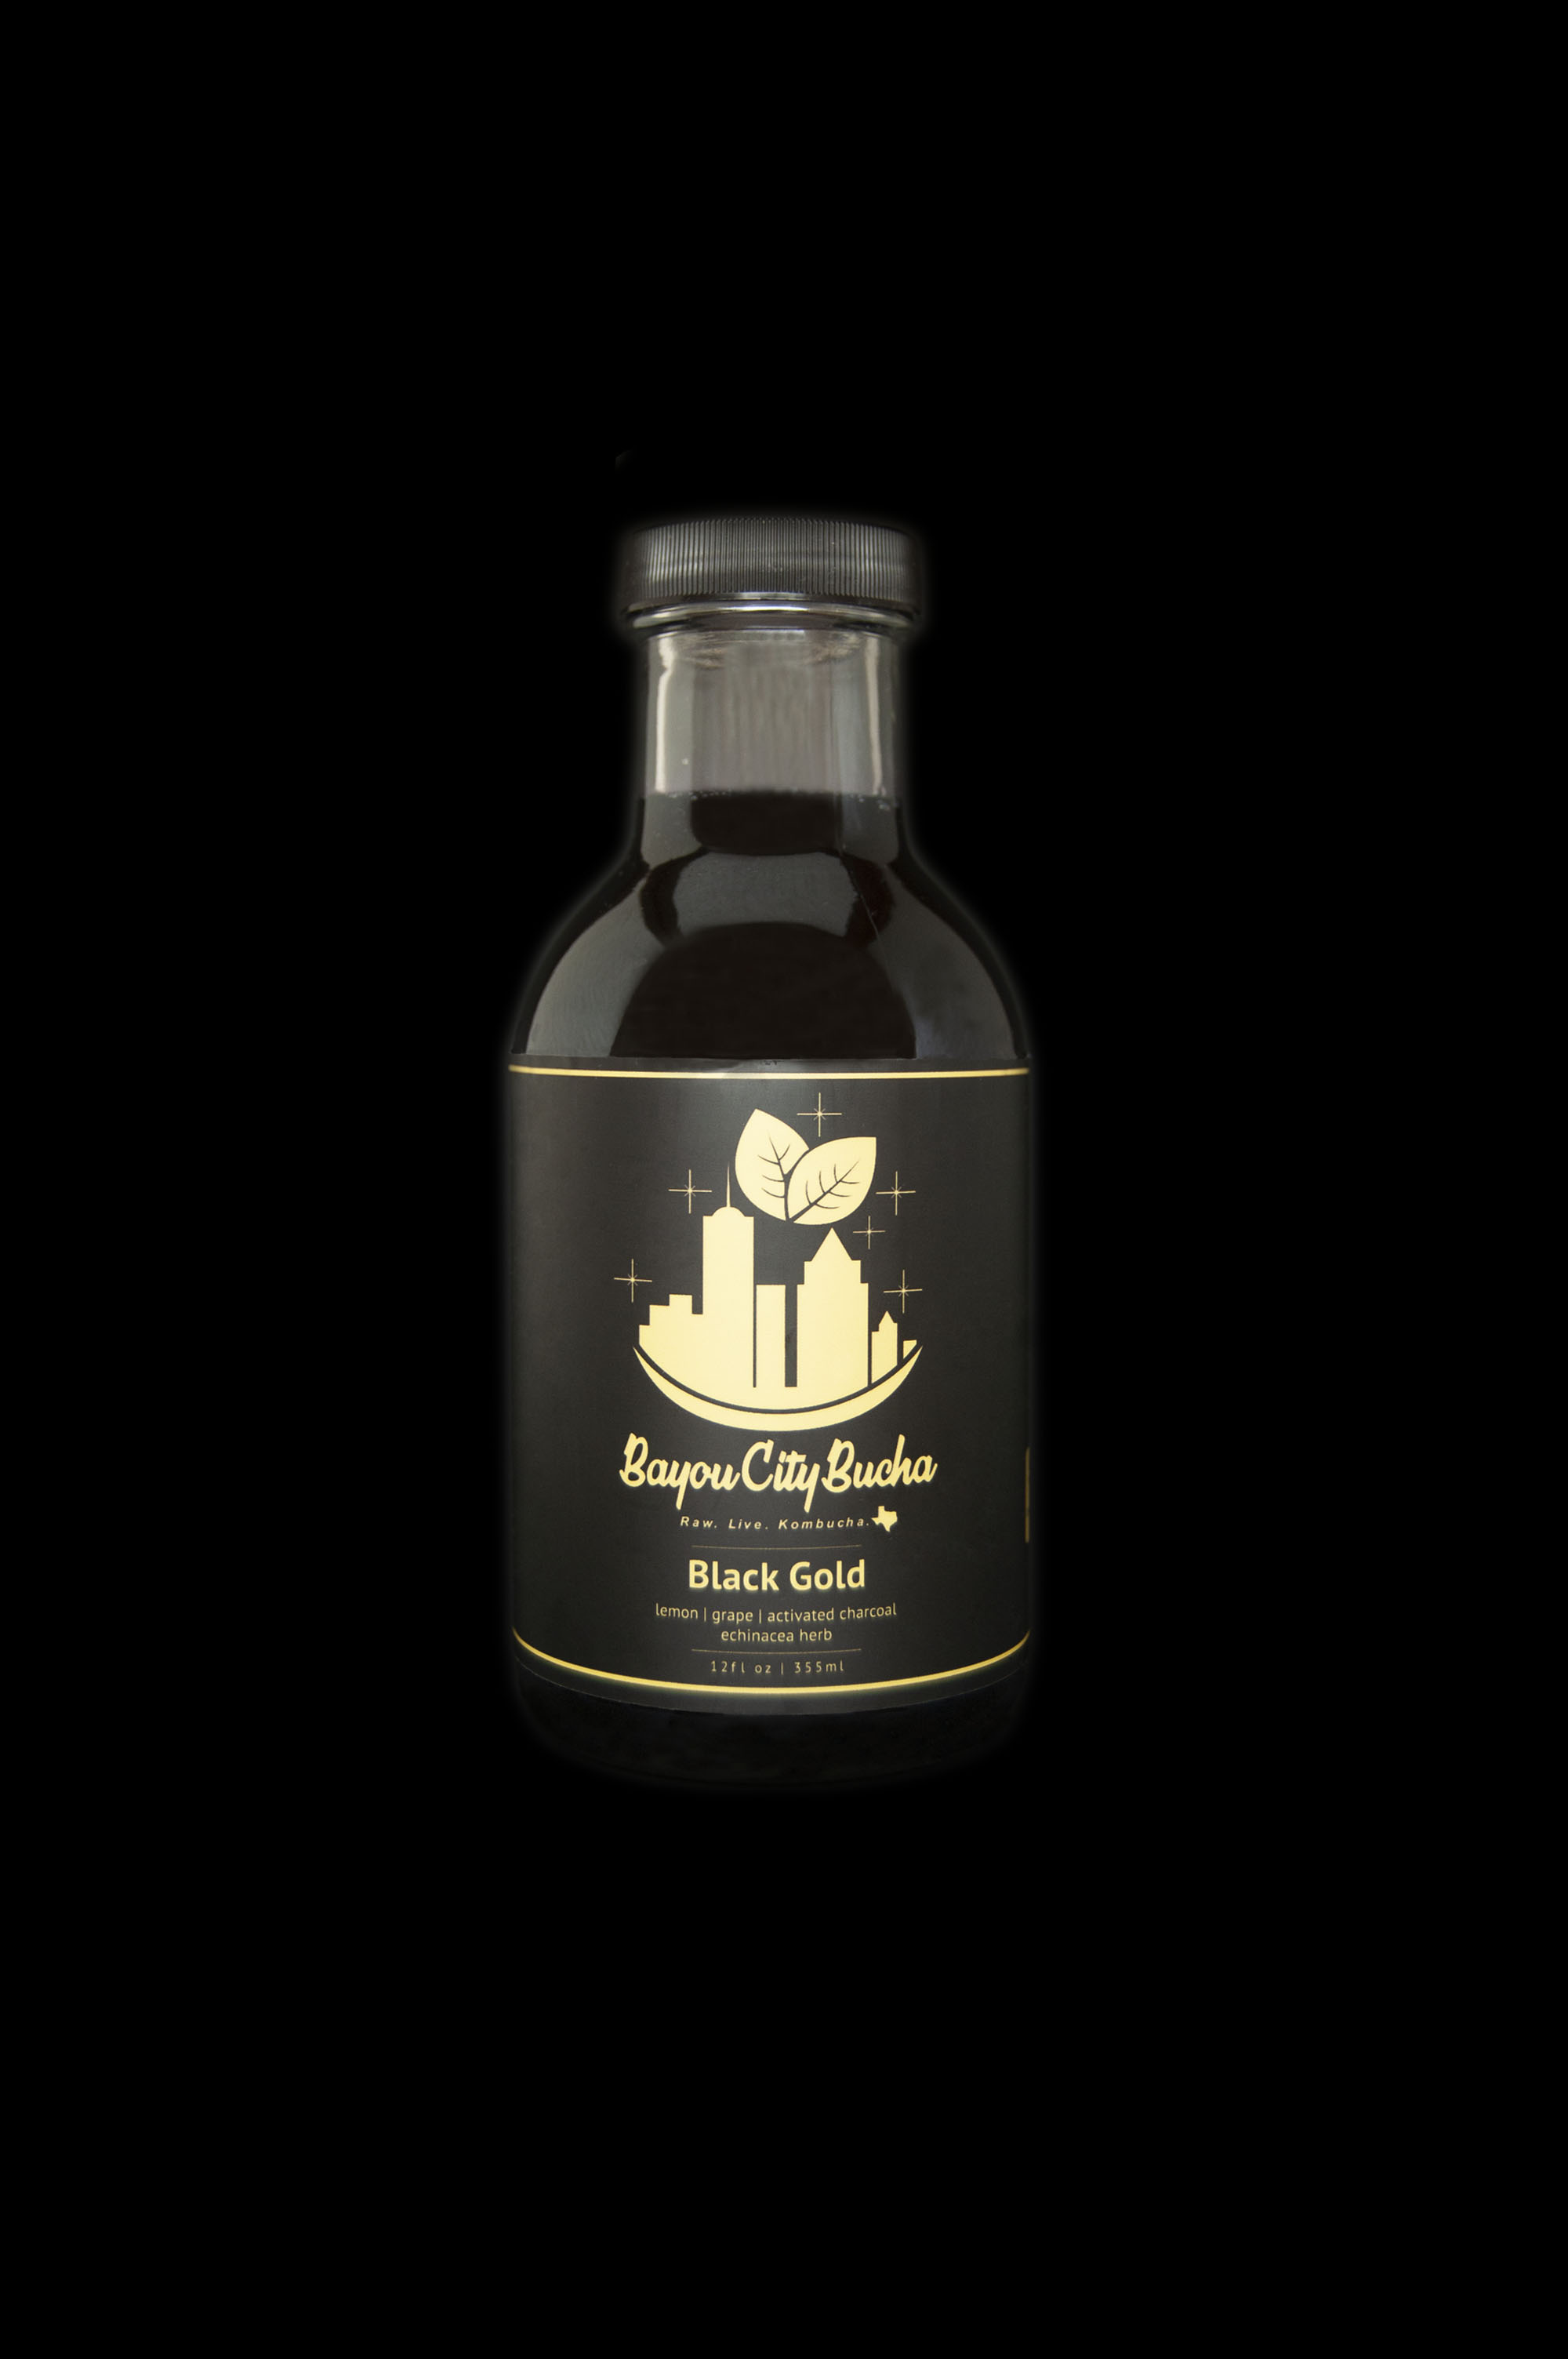 Bayou City Bucha
Raw. Live. Kombucha.
Black Gold
lemon | grape | activated charcoal
echinacea herb
12fl oz | 355ml